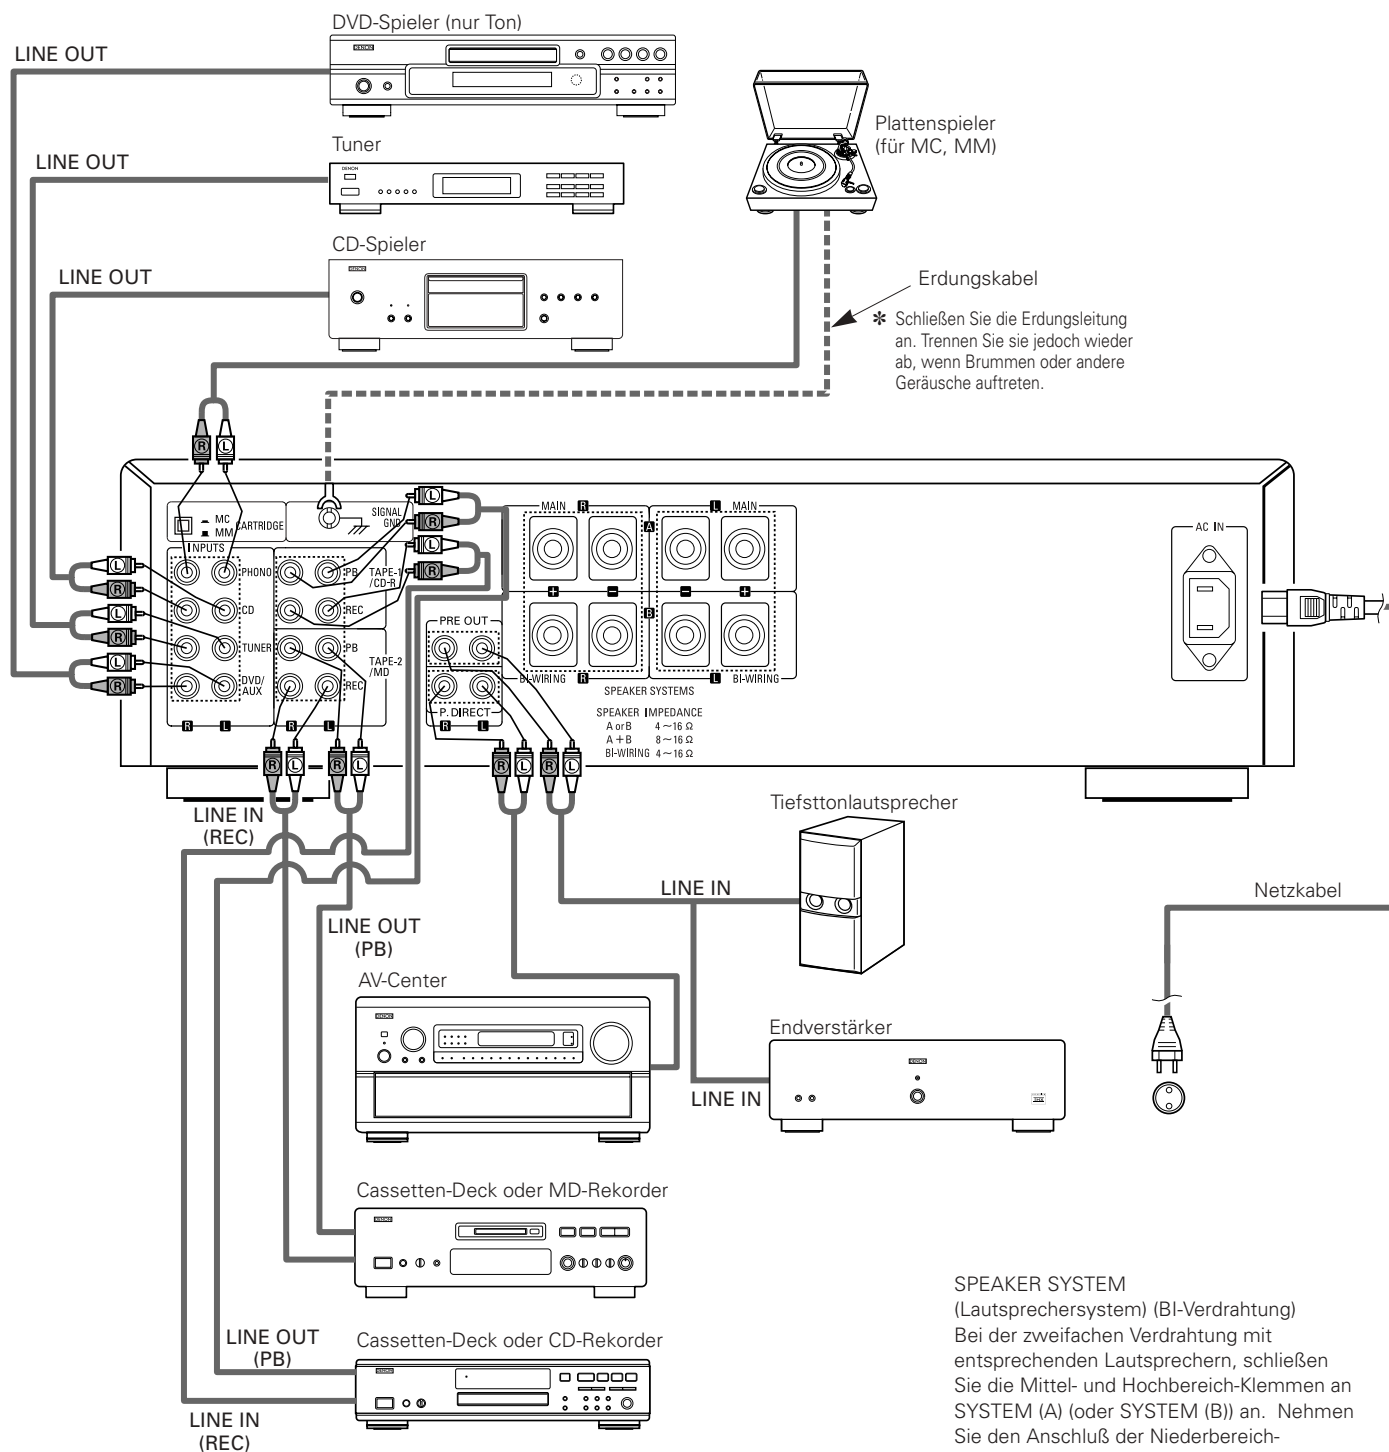 DVD-Spieler (nur Ton)
LINE OUT
DENON
Tuner
LINE OUT
DENON
CD-Spieler
LINE OUT
DENON
Plattenspieler
(für MC, MM)
Erdungskabel
✻ Schließen Sie die Erdungsleitung
an. Trennen Sie sie jedoch wieder
ab, wenn Brummen oder andere
Geräusche auftreten.
R L
MC
MM
CARTRIDGE
SIGNAL
GND
INPUTS
PHONO
CD
TUNER
DVD/
AUX
R L
PB
TAPE-1
/CD-R
REC
PB
TAPE-2
/MD
REC
R L
L
R
L
R
L
R
L
R
L
R
PRE OUT
P. DIRECT
R L
MAIN R
L MAIN
A
+ − − +
B
BI-WIRING R
L BI-WIRING
SPEAKER SYSTEMS
SPEAKER IMPEDANCE
A or B 4~16 Ω
A + B 8~16 Ω
BI-WIRING 4~16 Ω
AC IN
R L R L
R L R L
LINE IN
(REC)
Tiefsttonlautsprecher
LINE IN
Netzkabel
LINE OUT
(PB)
AV-Center
DENON
Endverstärker
DENON
LINE IN
Cassetten-Deck oder MD-Rekorder
DENON
LINE OUT
(PB)
Cassetten-Deck oder CD-Rekorder
DENON
LINE IN
(REC)
SPEAKER SYSTEM
(Lautsprechersystem) (BI-Verdrahtung)
Bei der zweifachen Verdrahtung mit
entsprechenden Lautsprechern, schließen
Sie die Mittel- und Hochbereich-Klemmen an
SYSTEM (A) (oder SYSTEM (B)) an. Nehmen
Sie den Anschluß der Niederbereich-